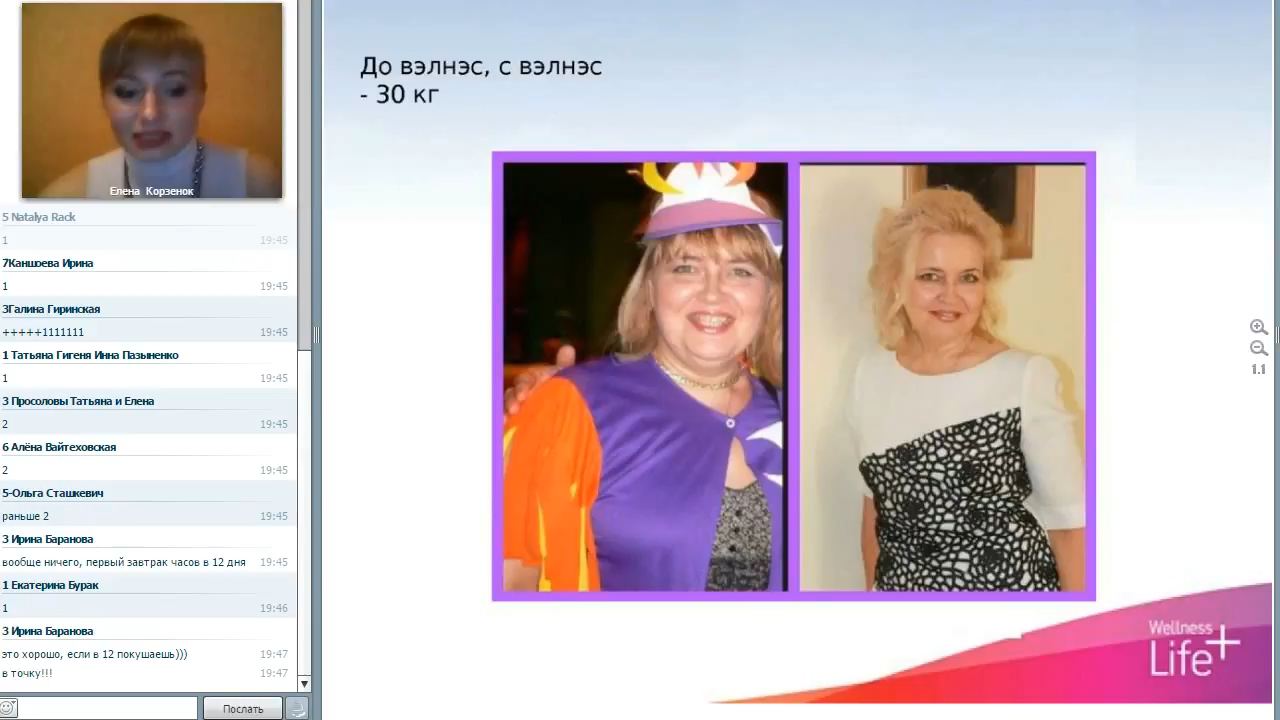 Елена Корзенок
5 Natalya Rack
1 19:45
7Каншоева Ирина
1 19:45
3Галина Гиринская
+++++1111111 19:45
1 Татьяна Гигеня Инна Пазыненко
1 19:45
3 Просоловы Татьяна и Елена
2 19:45
6 Алёна Вайтеховская
2 19:45
5-Ольга Сташкевич
раньше 2 19:45
3 Ирина Баранова
вообще ничего, первый завтрак часов в 12 дня 19:45
1 Екатерина Бурак
1 19:46
3 Ирина Баранова
это хорошо, если в 12 покушаешь))) 19:47
в точку!!! 19:47
Послать
До вэлнэс, с вэлнэс
- 30 кг
1.1
Wellness
Life+